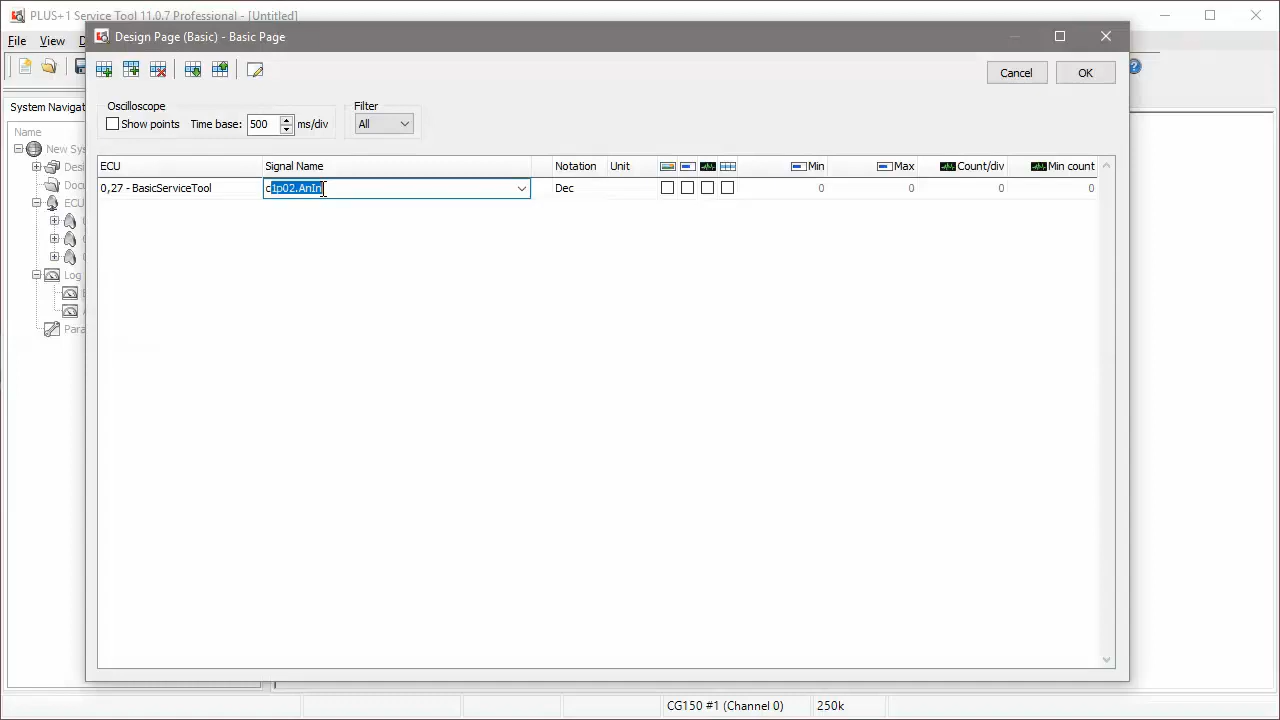 PLUS+1 Service Tool 11.0.7 Professional - [Untitled]
File View D
Design Page (Basic) - Basic Page
Cancel OK
Oscilloscope Filter
Show points Time base: 500 ms/div All
System Navigat
Name
New Sys
Desi
Docu
ECU
Log
Para
ECU Signal Name Notation Unit Min Max Count/div Min count
0,27 - BasicServiceTool c1p02.AnIn Dec 0 0 0 0
CG150 #1 (Channel 0) 250k